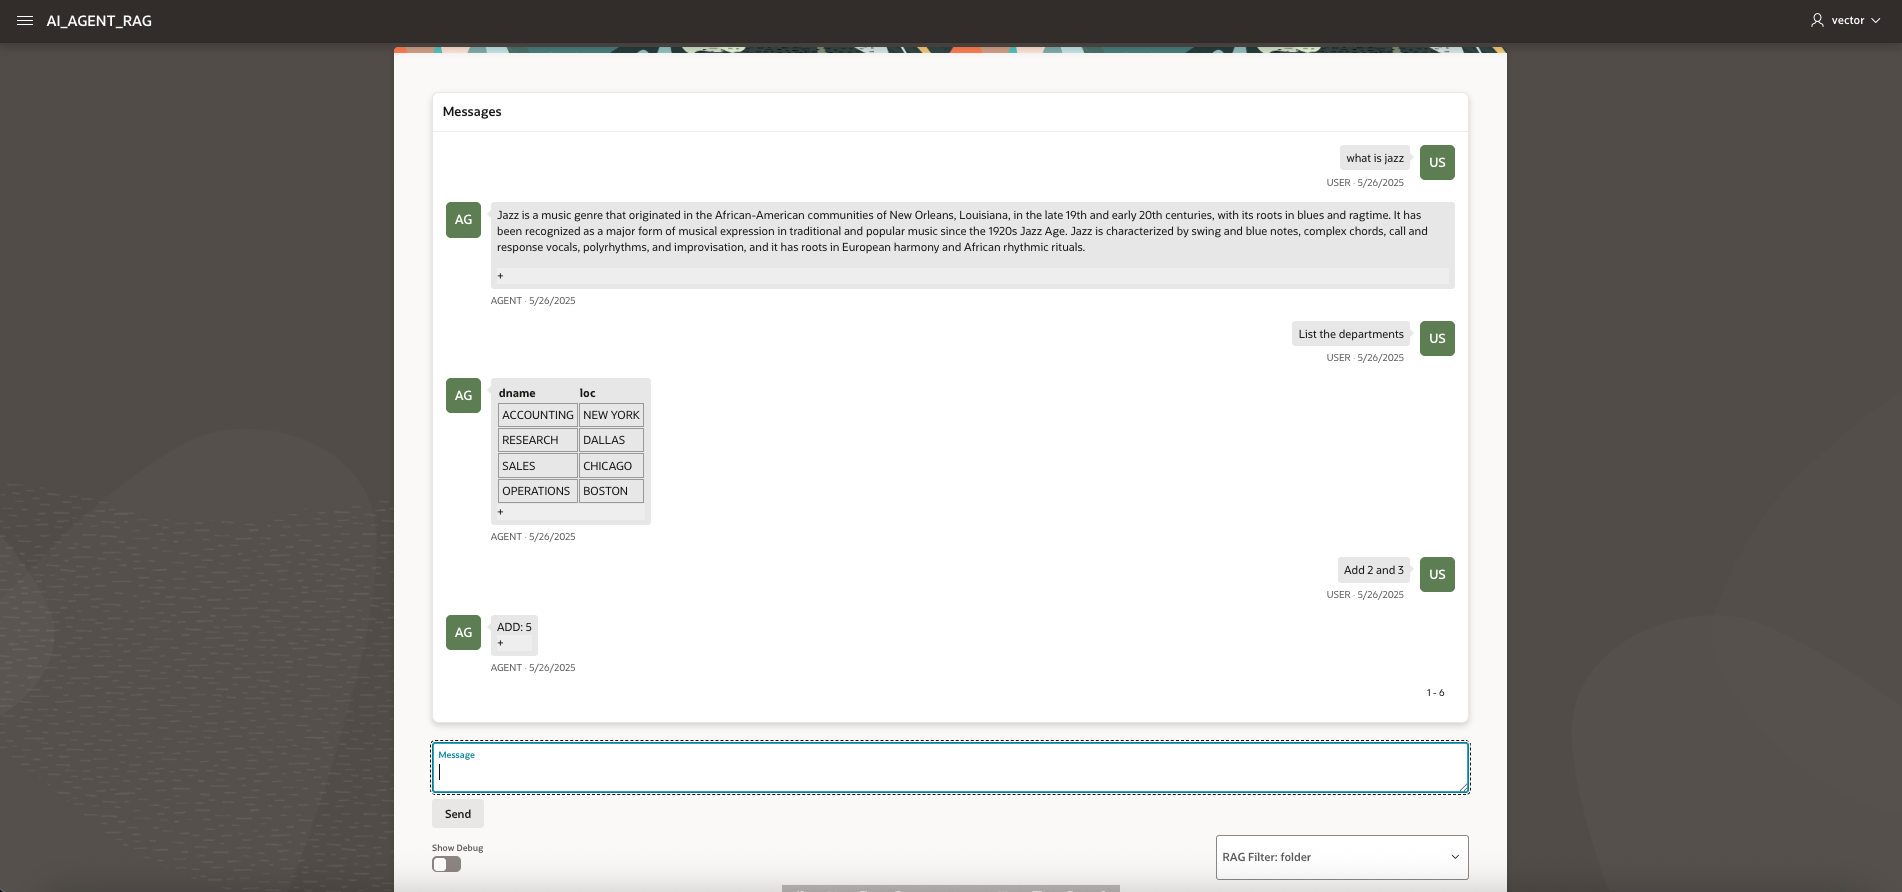 AI_AGENT_RAG
vector
Messages
what is jazz
US
USER · 5/26/2025
AG
Jazz is a music genre that originated in the African-American communities of New Orleans, Louisiana, in the late 19th and early 20th centuries, with its roots in blues and ragtime. It has
been recognized as a major form of musical expression in traditional and popular music since the 1920s Jazz Age. Jazz is characterized by swing and blue notes, complex chords, call and
response vocals, polyrhythms, and improvisation, and it has roots in European harmony and African rhythmic rituals.
+
AGENT · 5/26/2025
List the departments
US
USER · 5/26/2025
AG
dname loc
ACCOUNTING NEW YORK
RESEARCH DALLAS
SALES CHICAGO
OPERATIONS BOSTON
+
AGENT · 5/26/2025
Add 2 and 3
US
USER · 5/26/2025
AG
ADD: 5
+
AGENT · 5/26/2025
1 - 6
Message
Send
Show Debug
RAG Filter: folder